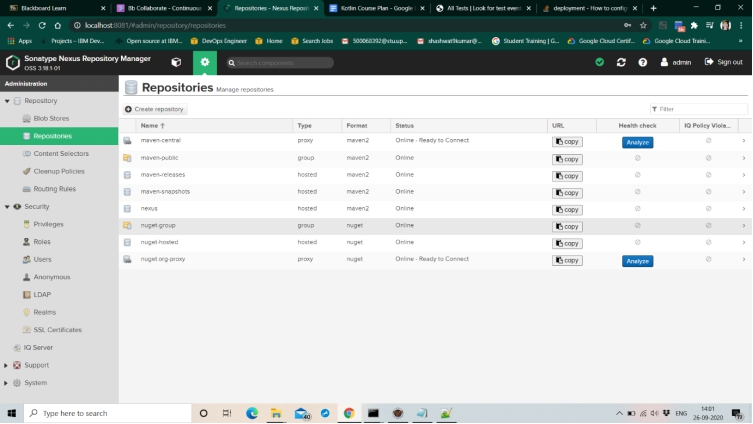 Blackboard Learn
Bb Collaborate - Continuou
Repositories - Nexus Reposi
Kotlin Course Plan - Google
All Tests | Look for test even
deployment - How to config
localhost:8081/#admin/repository/repositories
Apps
Projects – IBM Dev...
Open source at IBM...
DevOps Engineer
Home
Search Jobs
500068392@stu.up...
shashwat1kumar@...
Student Training | G...
Google Cloud Certif...
Google Cloud Traini...
Sonatype Nexus Repository Manager
OSS 3.18.1-01
Search components
admin
Sign out
Administration
Repository
Blob Stores
Repositories
Content Selectors
Cleanup Policies
Routing Rules
Security
Privileges
Roles
Users
Anonymous
LDAP
Realms
SSL Certificates
IQ Server
Support
System
Repositories Manage repositories
Create repository
Filter
Name Type Format Status URL Health check IQ Policy Viola...
maven-central proxy maven2 Online - Ready to Connect copy Analyze
maven-public group maven2 Online copy
maven-releases hosted maven2 Online copy
maven-snapshots hosted maven2 Online copy
nexus hosted maven2 Online copy
nuget-group group nuget Online copy
nuget-hosted hosted nuget Online copy
nuget.org-proxy proxy nuget Online - Ready to Connect copy Analyze
Type here to search
40
ENG
14:01
26-09-2020